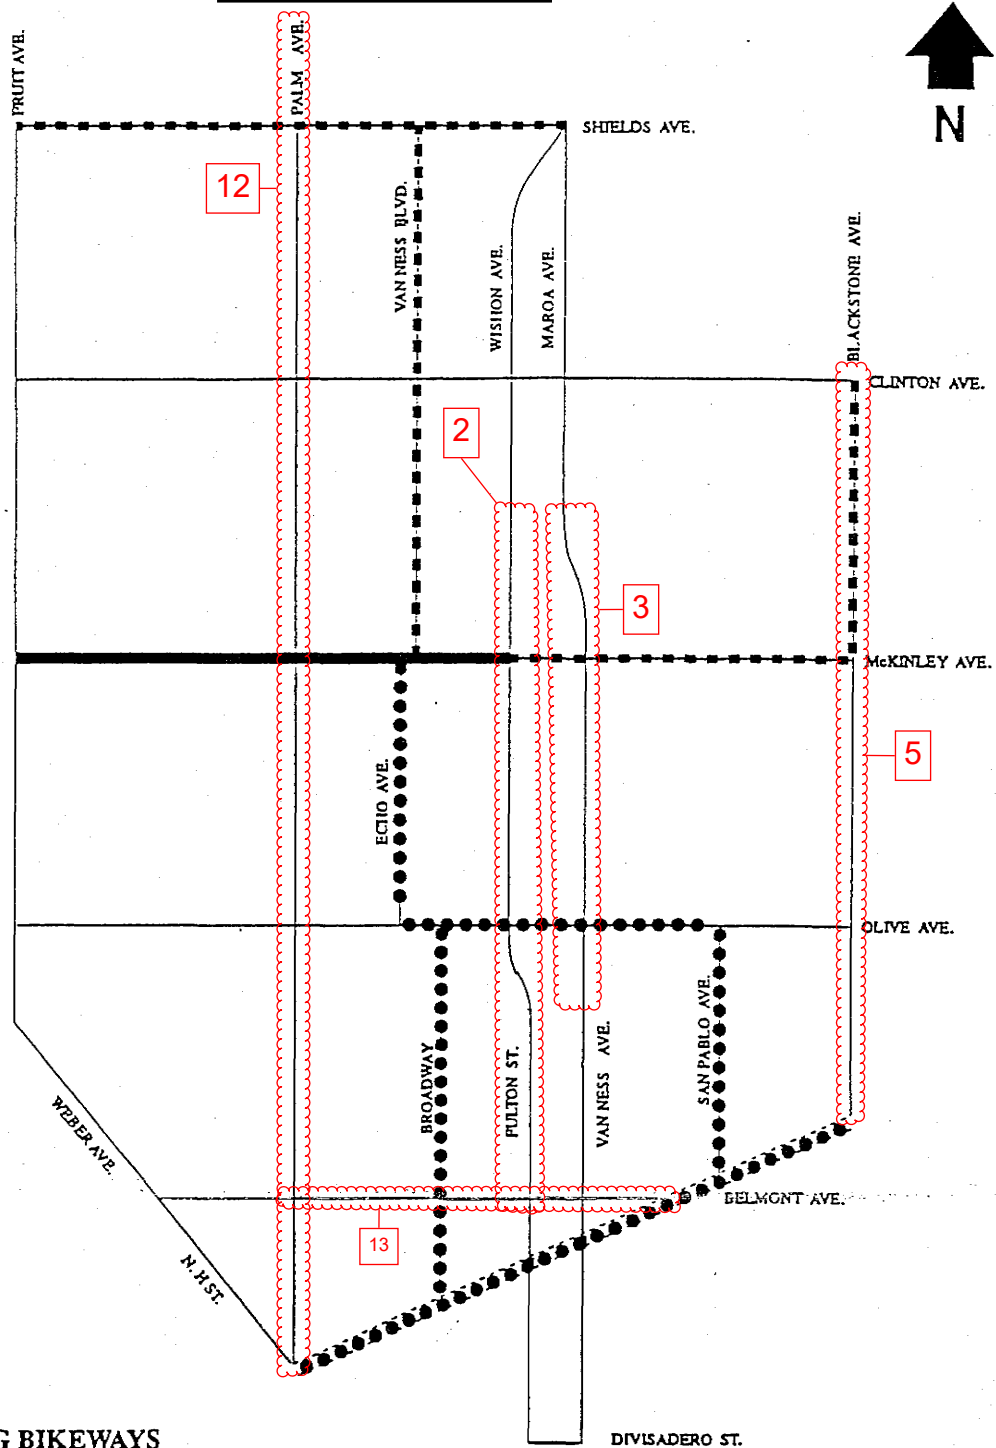 FRUIT AVE.
PALM AVE.
N
SHIELDS AVE.
12
VAN NESS BLVD.
WISHON AVE.
MAROA AVE.
BLACKSTONE AVE.
CLINTON AVE.
2
3
McKINLEY AVE.
5
ECHO AVE.
OLIVE AVE.
BROADWAY
FULTON ST.
VAN NESS AVE.
SAN PABLO AVE.
WEBER AVE.
BELMONT AVE.
13
N. H ST.
G BIKEWAYS
DIVISADERO ST.